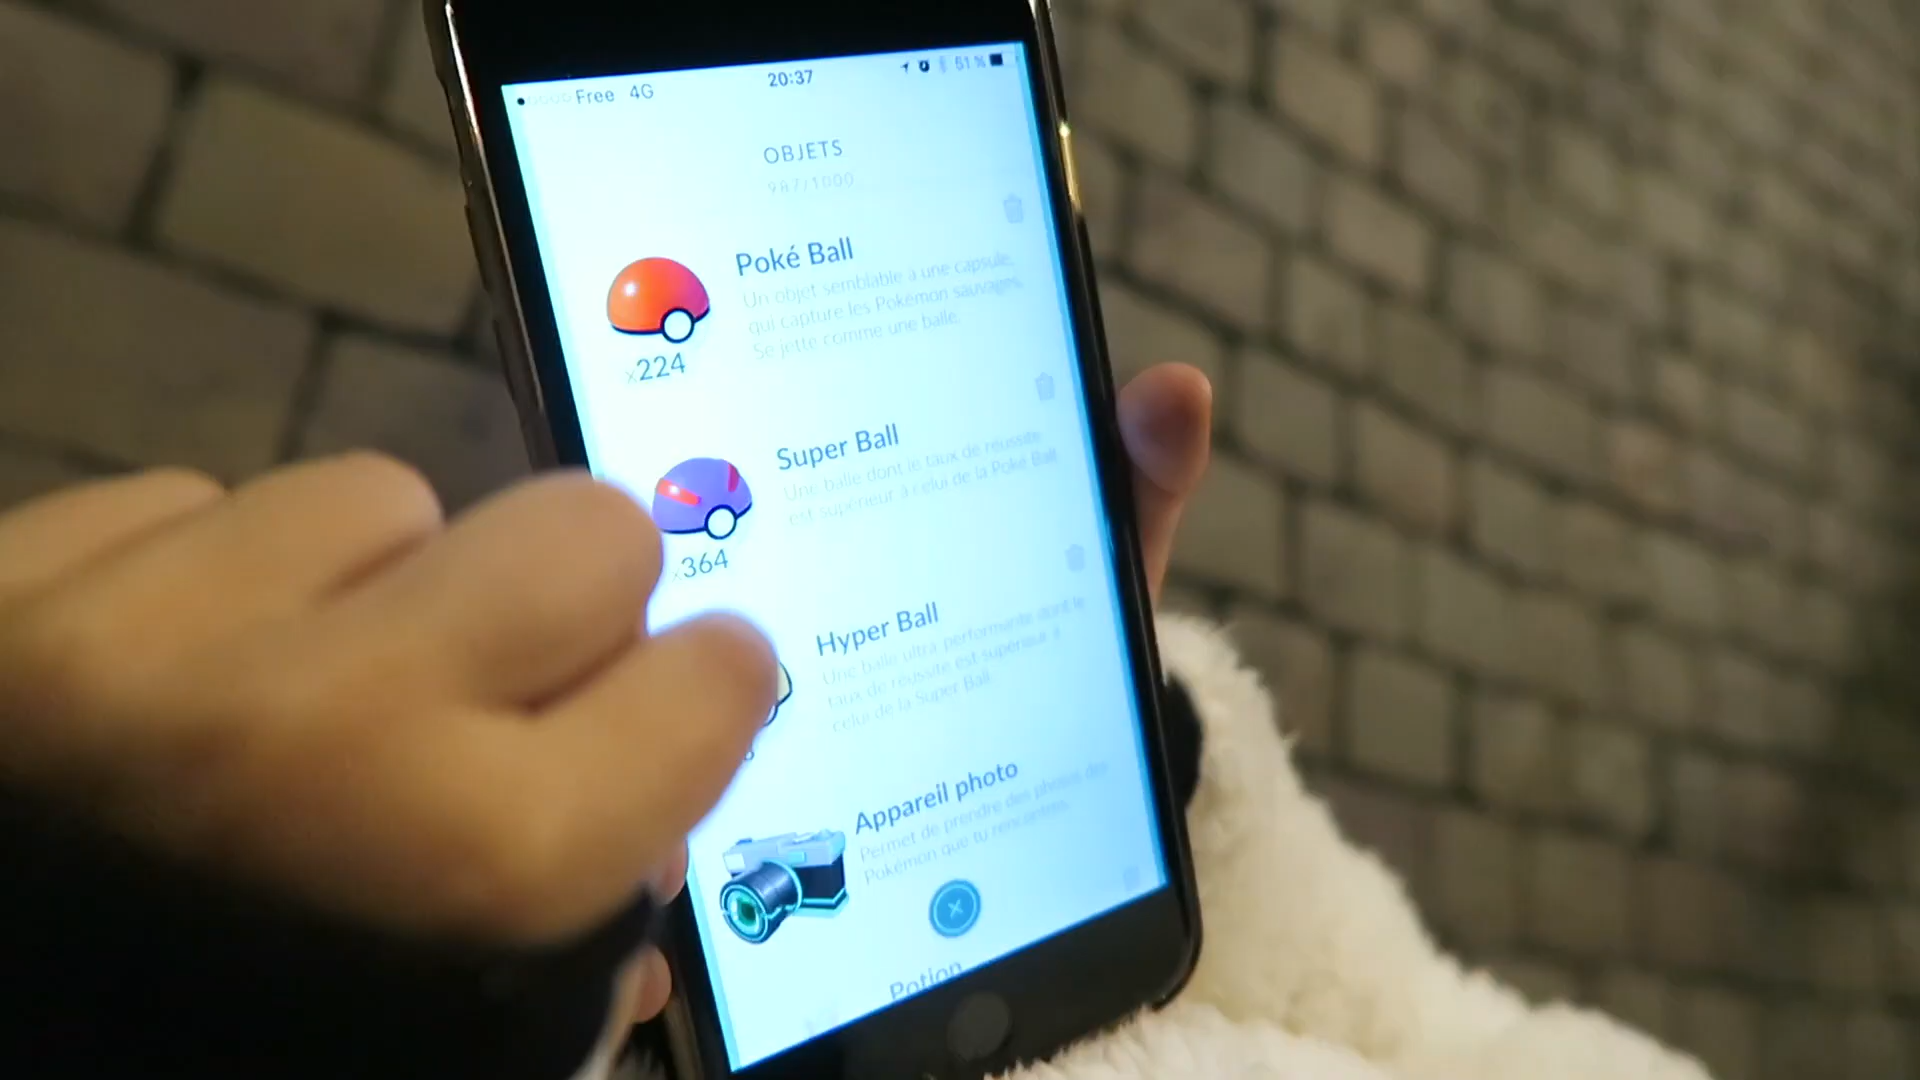 Free 4G 20:37 51 %
OBJETS
987/1000
Poké Ball
Un objet semblable à une capsule,
qui capture les Pokémon sauvages.
Se jette comme une balle.
x224
Super Ball
Une balle dont le taux de réussite
est supérieur à celui de la Poké Ball.
x364
Hyper Ball
Une balle ultra performante dont le
taux de réussite est supérieur à
celui de la Super Ball.
Appareil photo
Permet de prendre des photos des
Pokémon que tu rencontres.
Potion